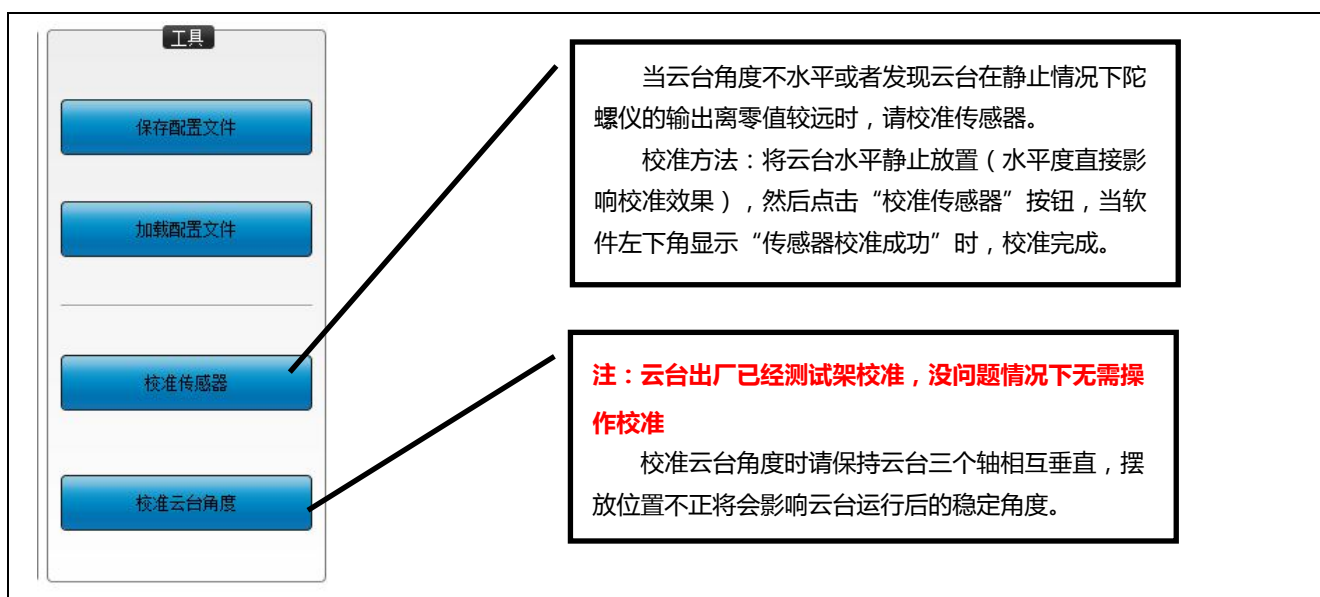 工具
保存配置文件
加载配置文件
校准传感器
校准云台角度
当云台角度不水平或者发现云台在静止情况下陀
螺仪的输出离零值较远时，请校准传感器。
校准方法：将云台水平静止放置（水平度直接影
响校准效果），然后点击“校准传感器”按钮，当软
件左下角显示“传感器校准成功”时，校准完成。
注：云台出厂已经测试架校准，没问题情况下无需操
作校准
校准云台角度时请保持云台三个轴相互垂直，摆
放位置不正将会影响云台运行后的稳定角度。